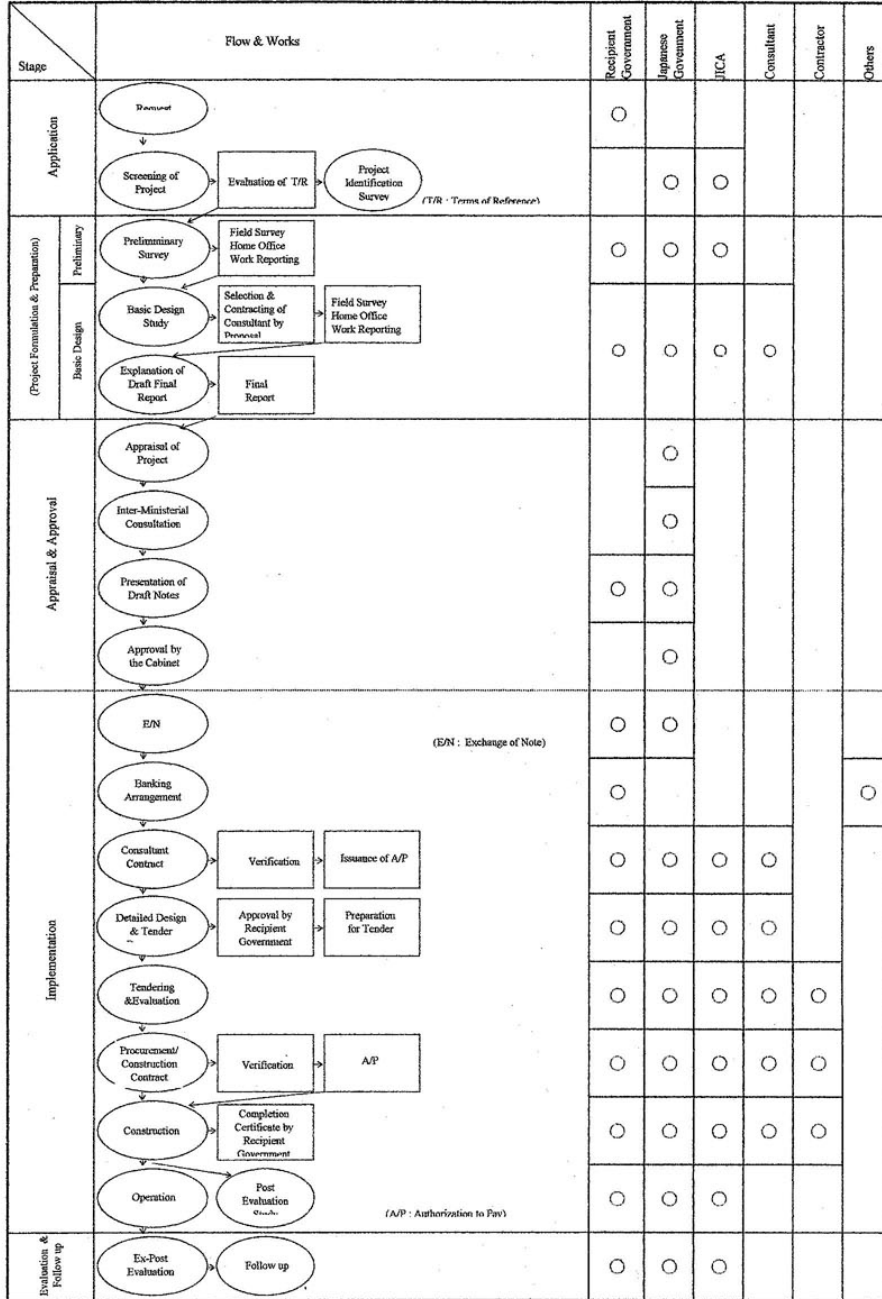 Stage
Flow & Works
Recipient
Government
Japanese
Government
JICA
Consultant
Contractor
Others
Application
Request
Screening of
Project
Evaluation of T/R
Project
Identification
Survey
(T/R : Terms of Reference)
(Project Formulation & Preparation)
Preliminary
Prelimminary
Survey
Field Survey
Home Office
Work Reporting
Basic Design
Basic Design
Study
Selection &
Contracting of
Consultant by
Proposal
Field Survey
Home Office
Work Reporting
Explanation of
Draft Final
Report
Final
Report
Appraisal & Approval
Appraisal of
Project
Inter-Ministerial
Consultation
Presentation of
Draft Notes
Approval by
the Cabinet
Implementation
E/N
(E/N : Exchange of Note)
Banking
Arrangement
Consultant
Contract
Verification
Issuance of A/P
Detailed Design
& Tender
Approval by
Recipient
Government
Preparation
for Tender
Tendering
&Evaluation
Procurement/
Construction
Contract
Verification
A/P
Construction
Completion
Certificate by
Recipient
Government
Operation
Post
Evaluation
Study
(A/P : Authorization to Pay)
Evaluation &
Follow up
Ex-Post
Evaluation
Follow up